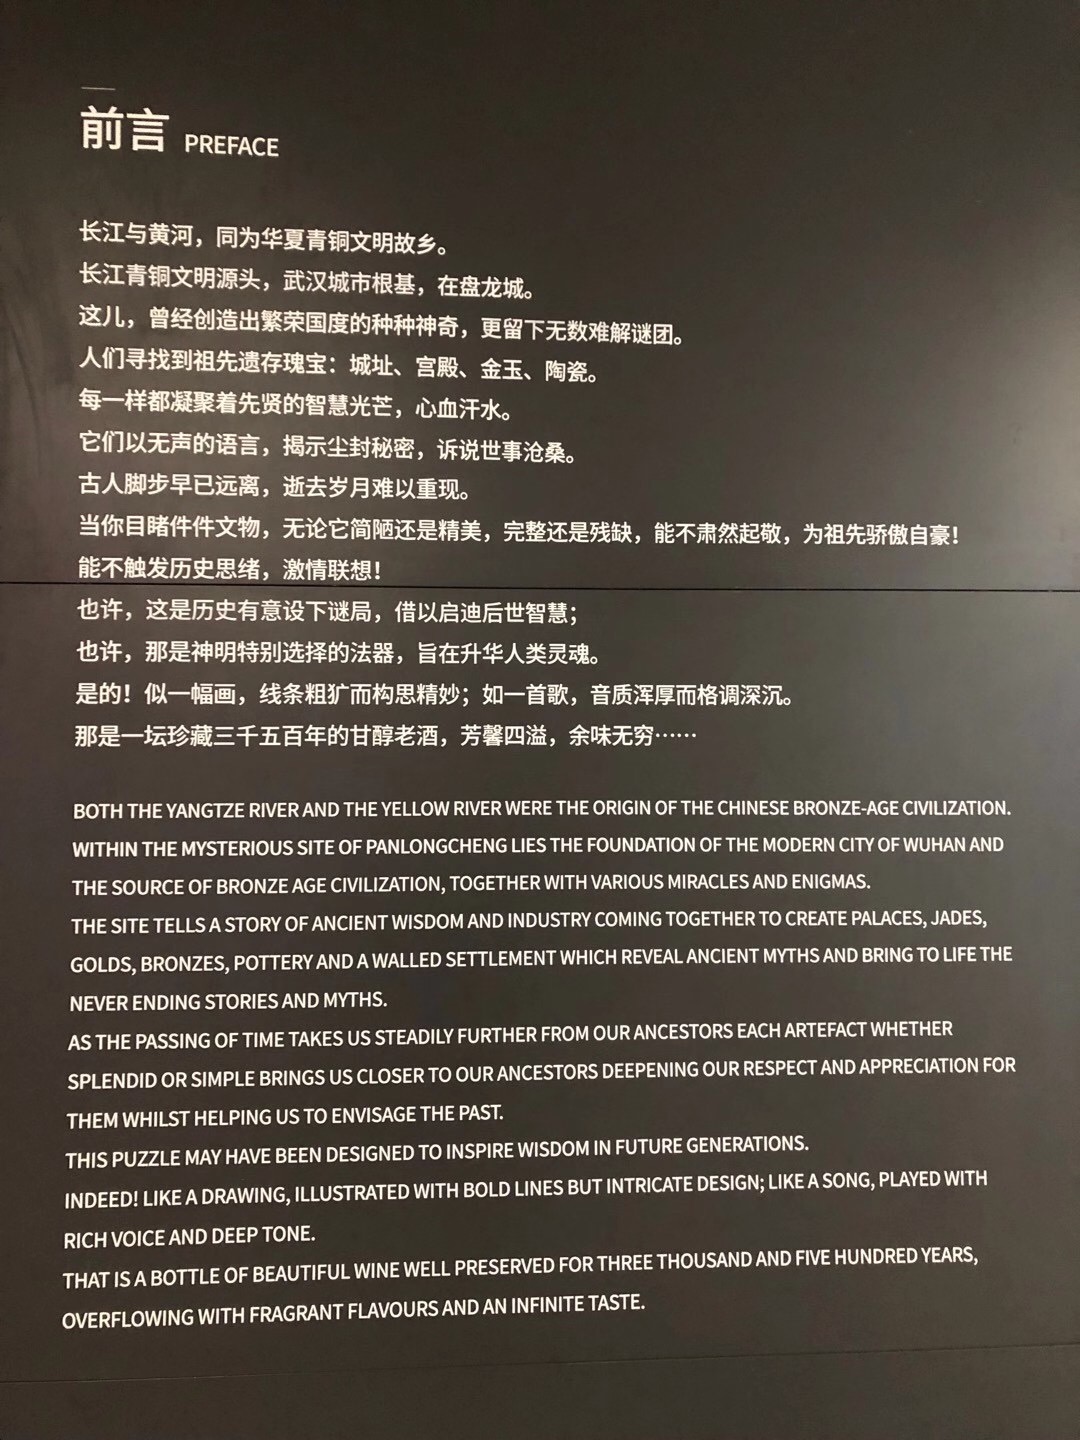 前言 PREFACE
长江与黄河，同为华夏青铜文明故乡。
长江青铜文明源头，武汉城市根基，在盘龙城。
这儿，曾经创造出繁荣国度的种种神奇，更留下无数难解谜团。
人们寻找到祖先遗存瑰宝：城址、宫殿、金玉、陶瓷。
每一样都凝聚着先贤的智慧光芒，心血汗水。
它们以无声的语言，揭示尘封秘密，诉说世事沧桑。
古人脚步早已远离，逝去岁月难以重现。
当你目睹件件文物，无论它简陋还是精美，完整还是残缺，能不肃然起敬，为祖先骄傲自豪！
能不触发历史思绪，激情联想！
也许，这是历史有意设下谜局，借以启迪后世智慧；
也许，那是神明特别选择的法器，旨在升华人类灵魂。
是的！似一幅画，线条粗犷而构思精妙；如一首歌，音质浑厚而格调深沉。
那是一坛珍藏三千五百年的甘醇老酒，芳馨四溢，余味无穷……
BOTH THE YANGTZE RIVER AND THE YELLOW RIVER WERE THE ORIGIN OF THE CHINESE BRONZE-AGE CIVILIZATION.
WITHIN THE MYSTERIOUS SITE OF PANLONGCHENG LIES THE FOUNDATION OF THE MODERN CITY OF WUHAN AND
THE SOURCE OF BRONZE AGE CIVILIZATION, TOGETHER WITH VARIOUS MIRACLES AND ENIGMAS.
THE SITE TELLS A STORY OF ANCIENT WISDOM AND INDUSTRY COMING TOGETHER TO CREATE PALACES, JADES,
GOLDS, BRONZES, POTTERY AND A WALLED SETTLEMENT WHICH REVEAL ANCIENT MYTHS AND BRING TO LIFE THE
NEVER ENDING STORIES AND MYTHS.
AS THE PASSING OF TIME TAKES US STEADILY FURTHER FROM OUR ANCESTORS EACH ARTEFACT WHETHER
SPLENDID OR SIMPLE BRINGS US CLOSER TO OUR ANCESTORS DEEPENING OUR RESPECT AND APPRECIATION FOR
THEM WHILST HELPING US TO ENVISAGE THE PAST.
THIS PUZZLE MAY HAVE BEEN DESIGNED TO INSPIRE WISDOM IN FUTURE GENERATIONS.
INDEED! LIKE A DRAWING, ILLUSTRATED WITH BOLD LINES BUT INTRICATE DESIGN; LIKE A SONG, PLAYED WITH
RICH VOICE AND DEEP TONE.
THAT IS A BOTTLE OF BEAUTIFUL WINE WELL PRESERVED FOR THREE THOUSAND AND FIVE HUNDRED YEARS,
OVERFLOWING WITH FRAGRANT FLAVOURS AND AN INFINITE TASTE.